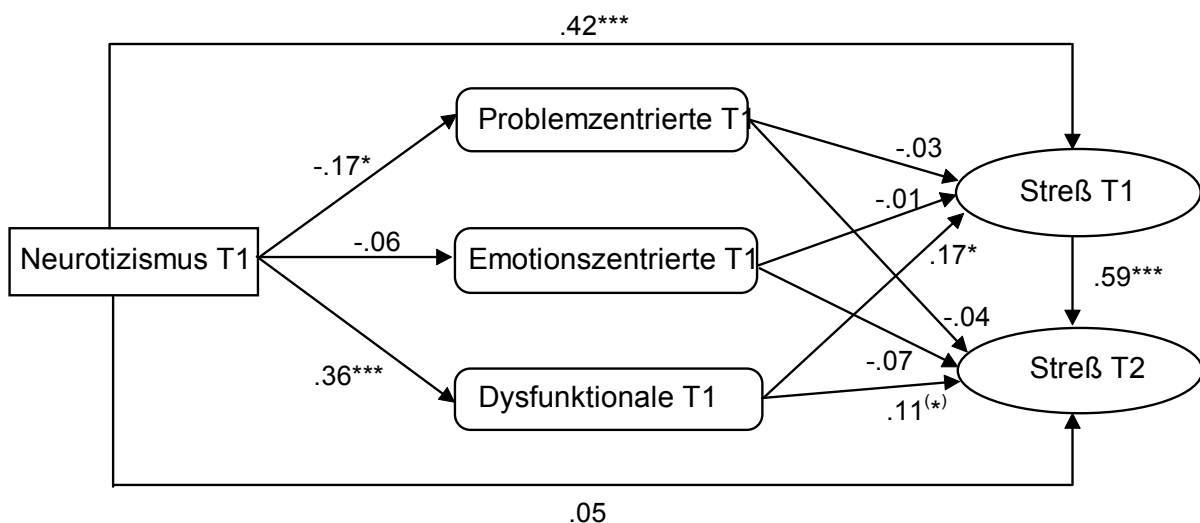 .42***
Problemzentrierte T1
-.17*
-.03
Streß T1
-.01
Neurotizismus T1
-.06
Emotionszentrierte T1
.17*
.59***
-.04
.36***
-.07
Streß T2
Dysfunktionale T1
.11(*)
.05